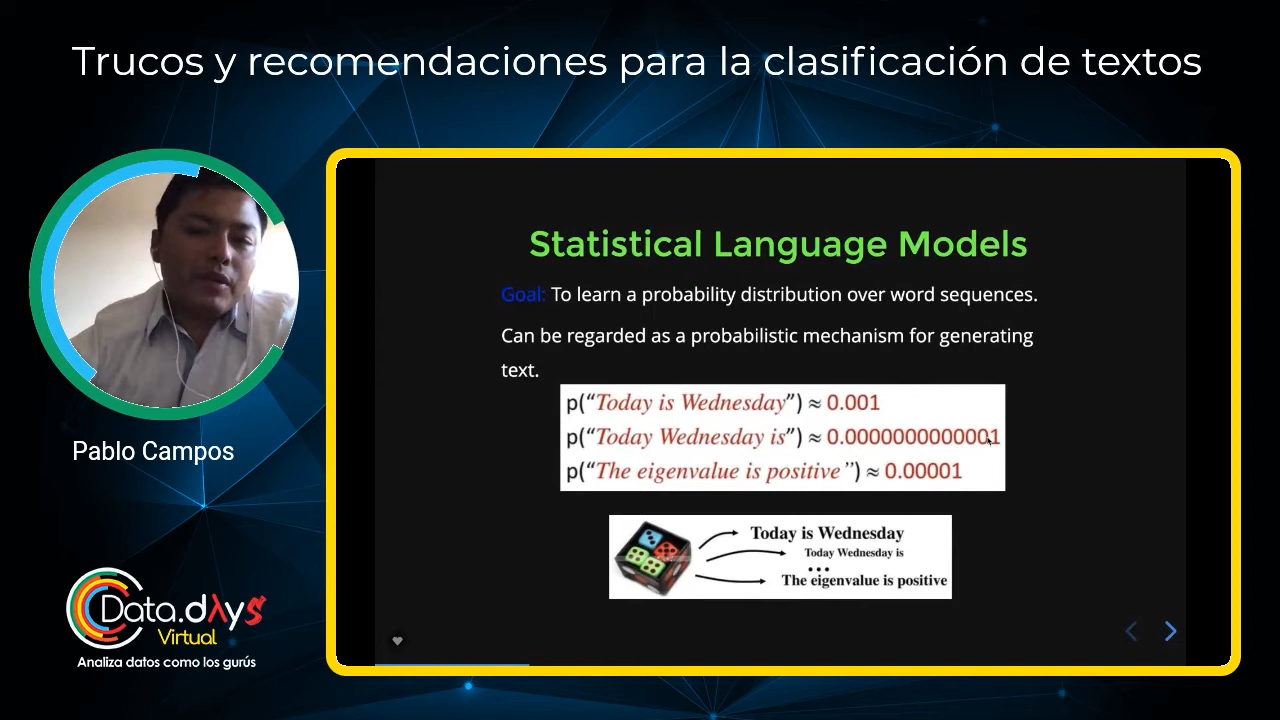 Trucos y recomendaciones para la clasificación de textos
Pablo Campos
Data.dAys
Virtual
Analiza datos como los gurús
Statistical Language Models
Goal: To learn a probability distribution over word sequences.
Can be regarded as a probabilistic mechanism for generating
text.
p(“Today is Wednesday”) ≈ 0.001
p(“Today Wednesday is”) ≈ 0.0000000000001
p(“The eigenvalue is positive”) ≈ 0.00001
Today is Wednesday
Today Wednesday is
•••
The eigenvalue is positive